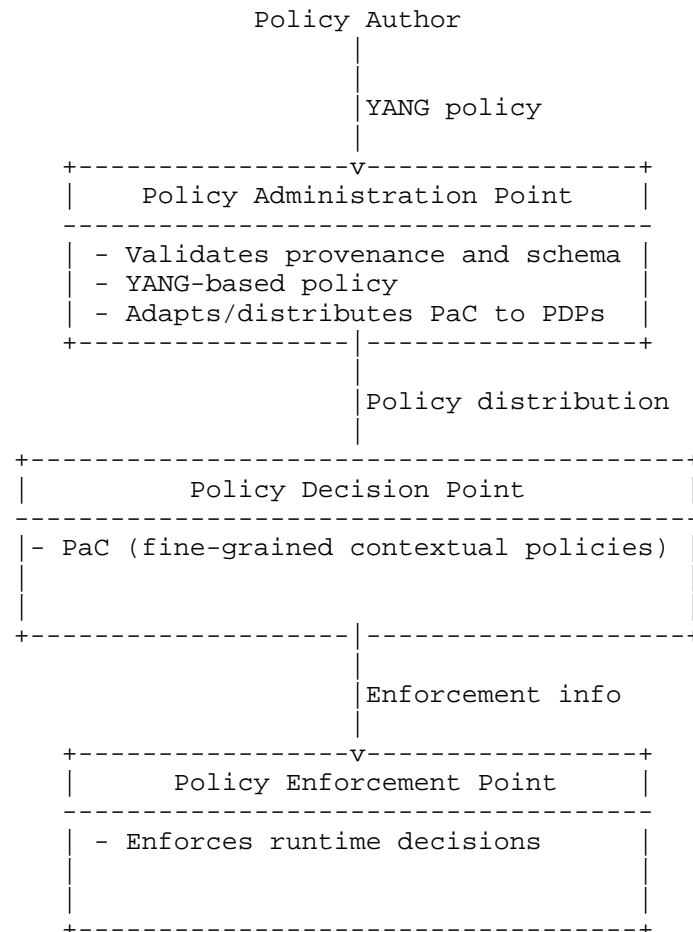 Policy Author
YANG policy
Policy Administration Point
- Validates provenance and schema
- YANG-based policy
- Adapts/distributes PaC to PDPs
Policy distribution
Policy Decision Point
- PaC (fine-grained contextual policies)
Enforcement info
v
Policy Enforcement Point
- Enforces runtime decisions